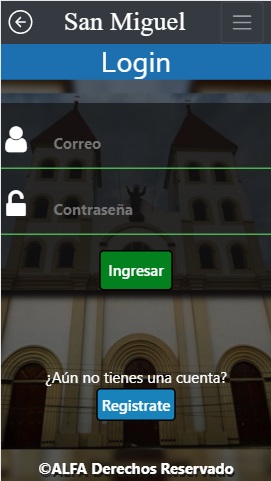 San Miguel
Login
Correo
Contraseña
Ingresar
¿Aún no tienes una cuenta?
Registrate
©ALFA Derechos Reservado